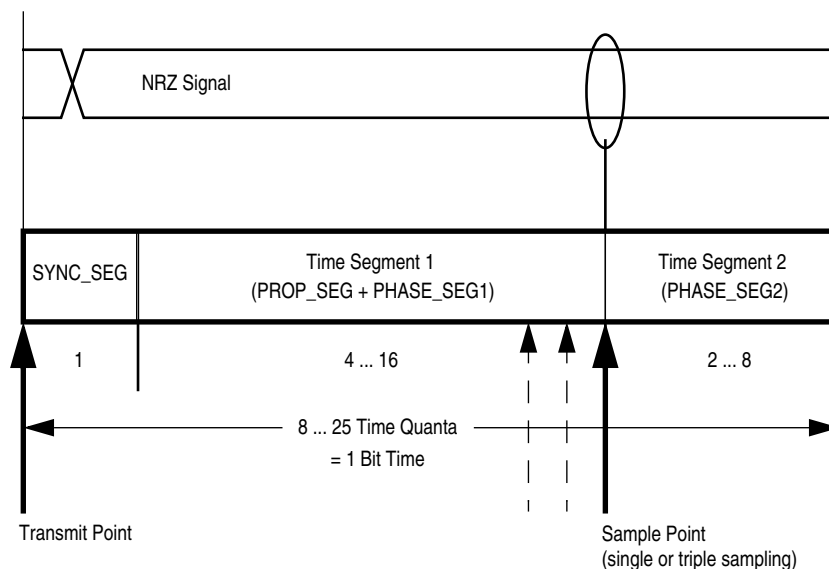 NRZ Signal
SYNC_SEG
Time Segment 1
(PROP_SEG + PHASE_SEG1)
Time Segment 2
(PHASE_SEG2)
1
4 ... 16
2 ... 8
8 ... 25 Time Quanta
= 1 Bit Time
Transmit Point
Sample Point
(single or triple sampling)